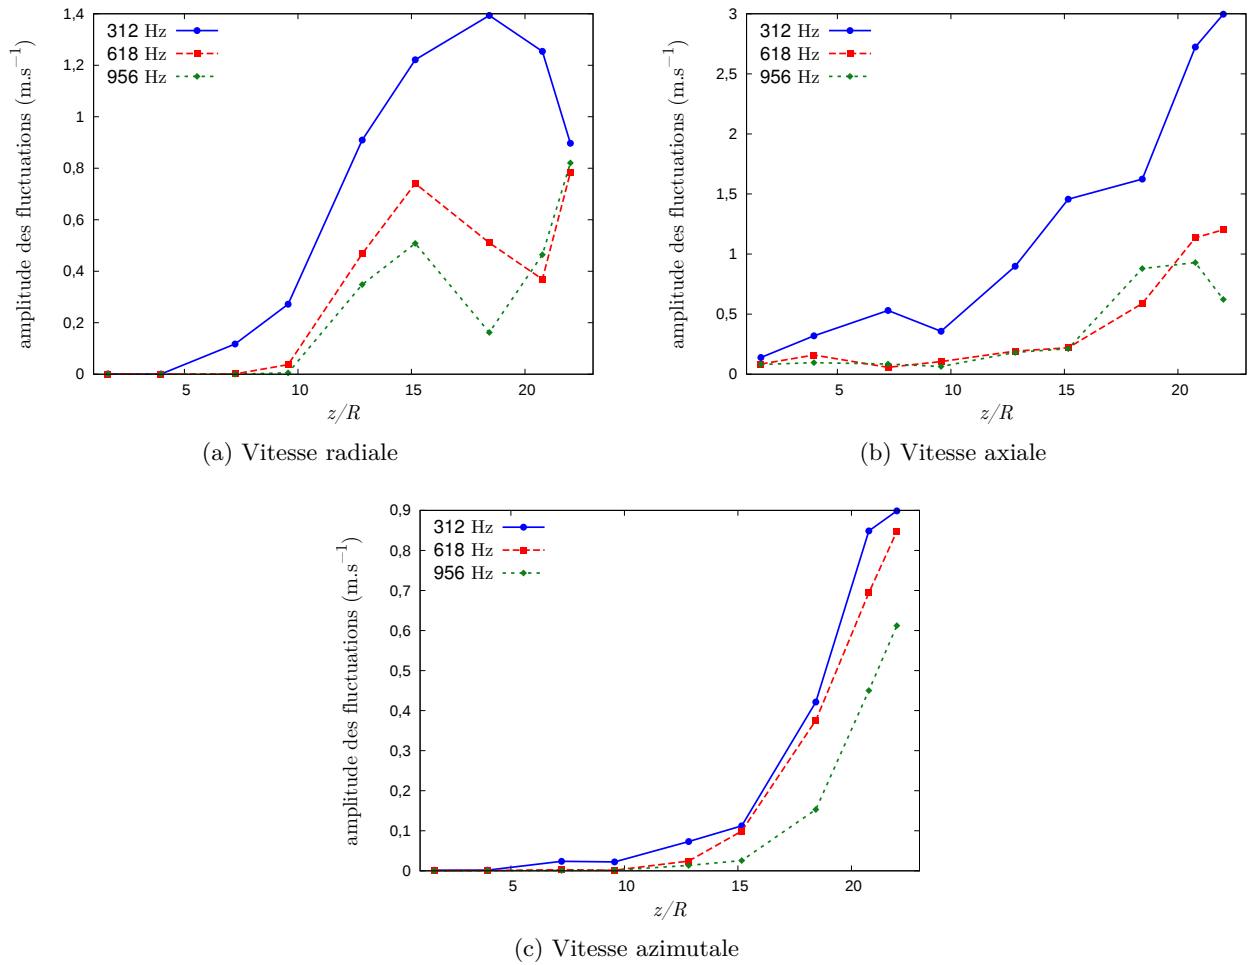 amplitude des fluctuations (m.s⁻¹)
1,4
1,2
1
0,8
0,6
0,4
0,2
0
312 Hz
618 Hz
956 Hz
5
10
15
20
z/R
(a) Vitesse radiale
amplitude des fluctuations (m.s⁻¹)
3
2,5
2
1,5
1
0,5
0
312 Hz
618 Hz
956 Hz
5
10
15
20
z/R
(b) Vitesse axiale
amplitude des fluctuations (m.s⁻¹)
0,9
0,8
0,7
0,6
0,5
0,4
0,3
0,2
0,1
0
312 Hz
618 Hz
956 Hz
5
10
15
20
z/R
(c) Vitesse azimutale